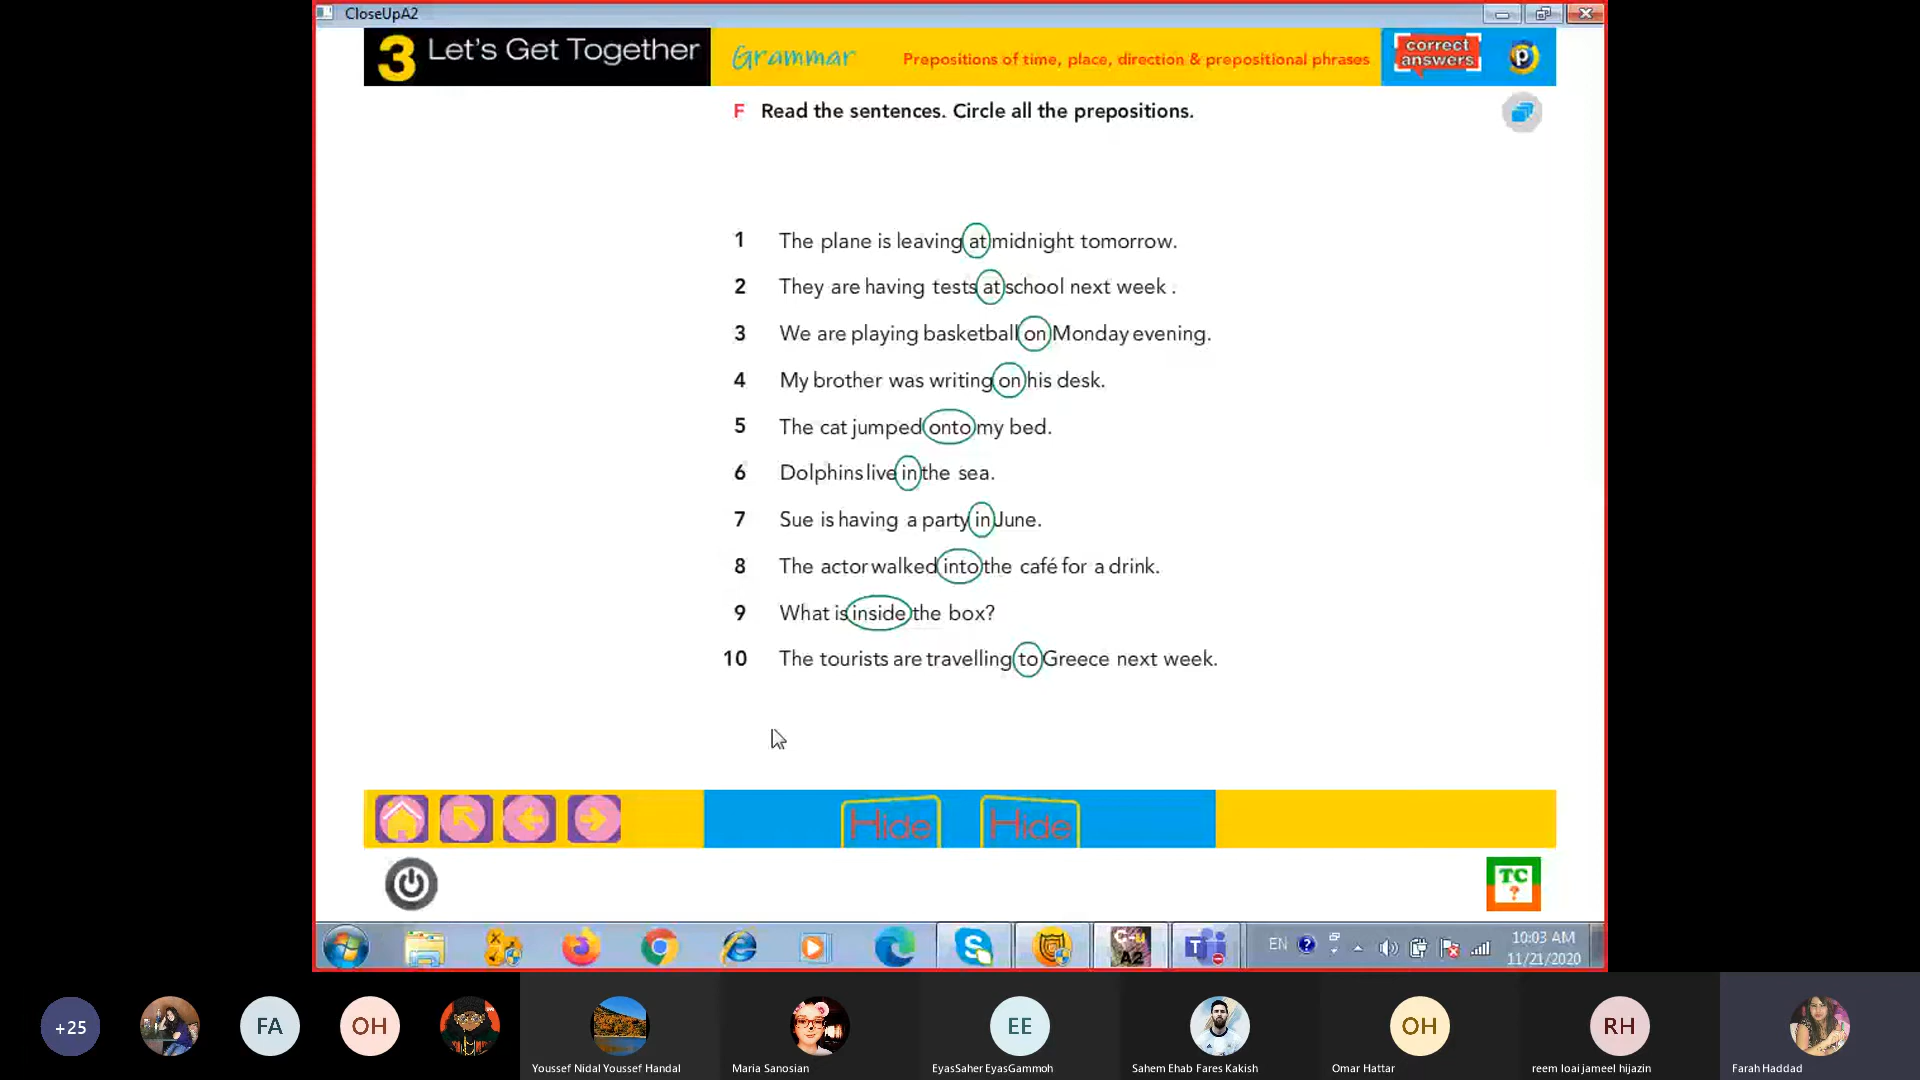 CloseUpA2
3 Let's Get Together
Grammar
Prepositions of time, place, direction & prepositional phrases
correct
answers
p
F Read the sentences. Circle all the prepositions.
1 The plane is leaving at midnight tomorrow.
2 They are having tests at school next week .
3 We are playing basketball on Monday evening.
4 My brother was writing on his desk.
5 The cat jumped onto my bed.
6 Dolphins live in the sea.
7 Sue is having a party in June.
8 The actor walked into the café for a drink.
9 What is inside the box?
10 The tourists are travelling to Greece next week.
Hide Hide
TC
?
C-u
A2
EN
10:03 AM
11/21/2020
+25
FA
OH
EE
OH
RH
Youssef Nidal Youssef Handal
Maria Sanosian
EyasSaher EyasGammoh
Sahem Ehab Fares Kakish
Omar Hattar
reem loai jameel hijazin
Farah Haddad